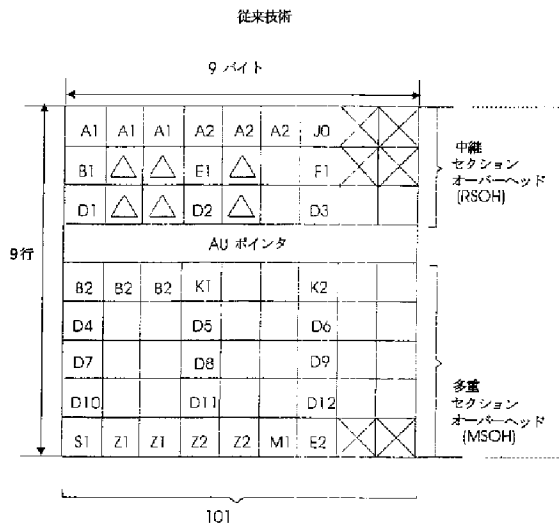 従来技術
9 バイト
A1 A1 A1 A2 A2 A2 J0
B1 E1 F1
D1 D2 D3
中継
セクション
オーバーヘッド
(RSOH)
AU ポインタ
9行
B2 B2 B2 K1 K2
D4 D5 D6
D7 D8 D9
D10 D11 D12
S1 Z1 Z1 Z2 Z2 M1 E2
多重
セクション
オーバーヘッド
(MSOH)
101